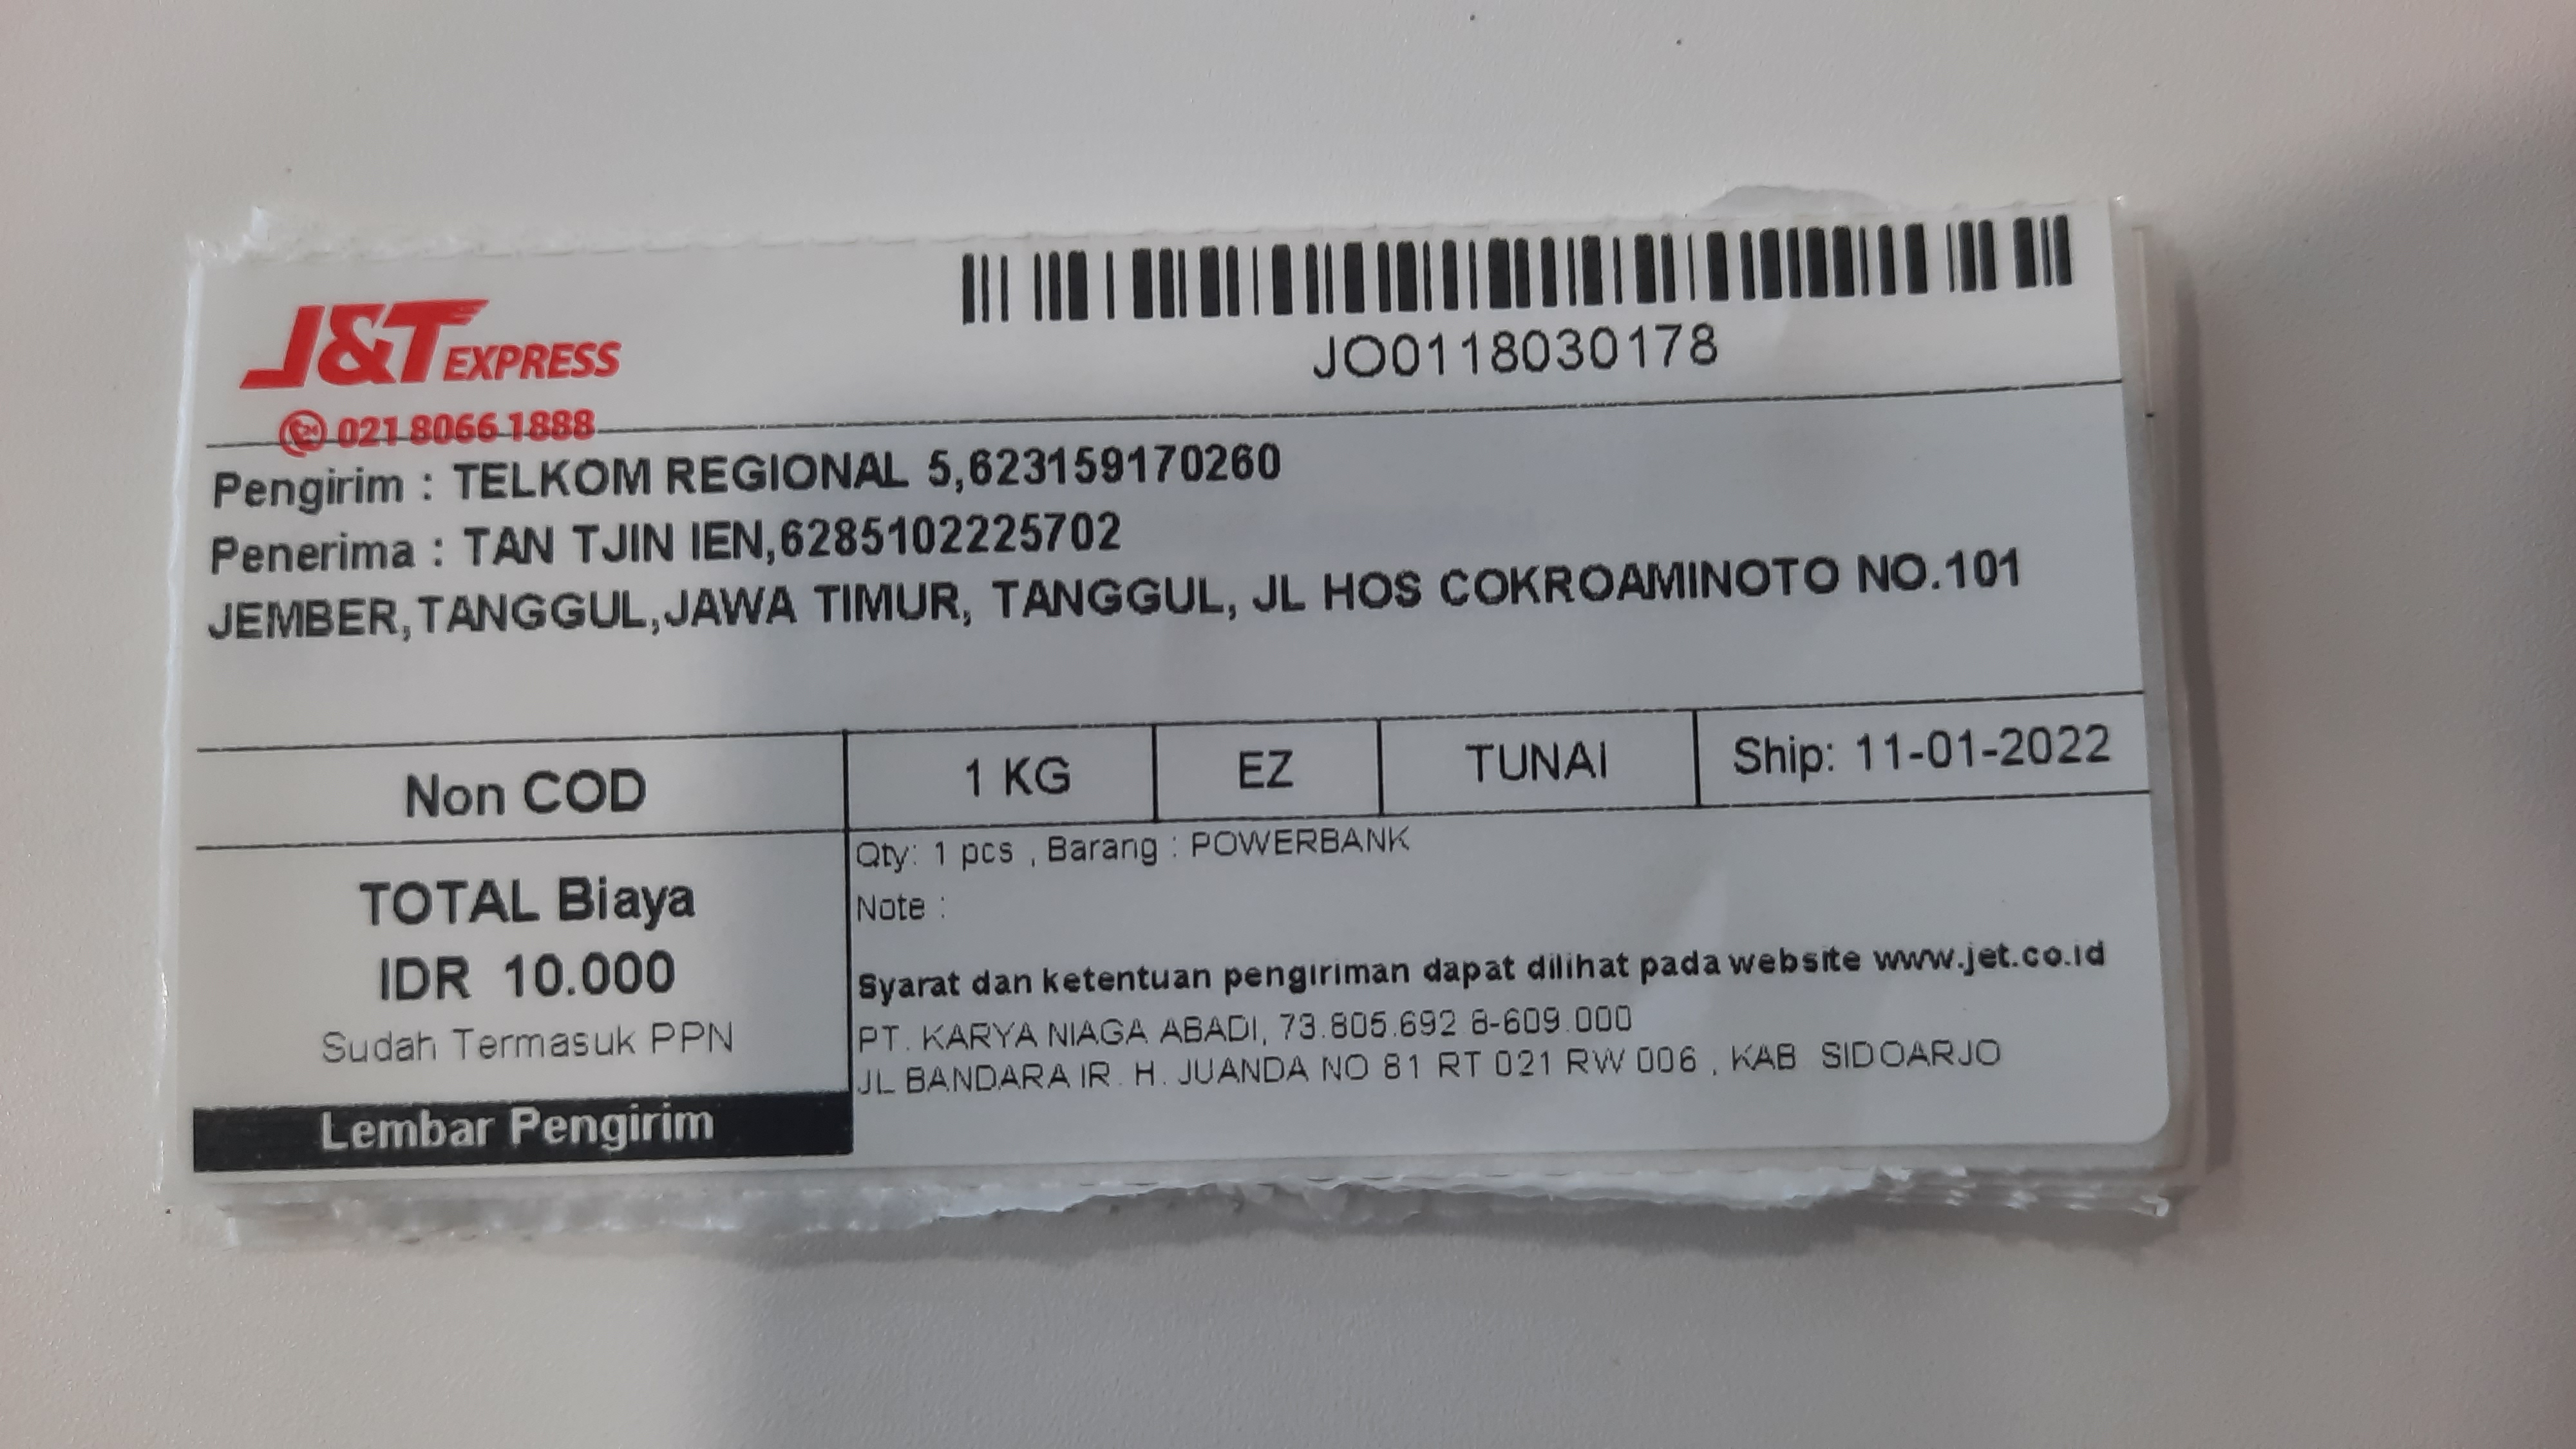 J&T EXPRESS
021-8066-1888
JO0118030178
Pengirim : TELKOM REGIONAL 5,623159170260
Penerima : TAN TJIN IEN,6285102225702
JEMBER,TANGGUL,JAWA TIMUR, TANGGUL, JL HOS COKROAMINOTO NO.101
Non COD 1 KG EZ TUNAI Ship: 11-01-2022
TOTAL Biaya
IDR 10.000
Sudah Termasuk PPN
Lembar Pengirim
Qty: 1 pcs , Barang : POWERBANK
Note :
Syarat dan ketentuan pengiriman dapat dilihat pada website www.jet.co.id
PT. KARYA NIAGA ABADI, 73.805.692.8-609.000
JL BANDARA IR. H. JUANDA NO 81 RT 021 RW 006 , KAB SIDOARJO